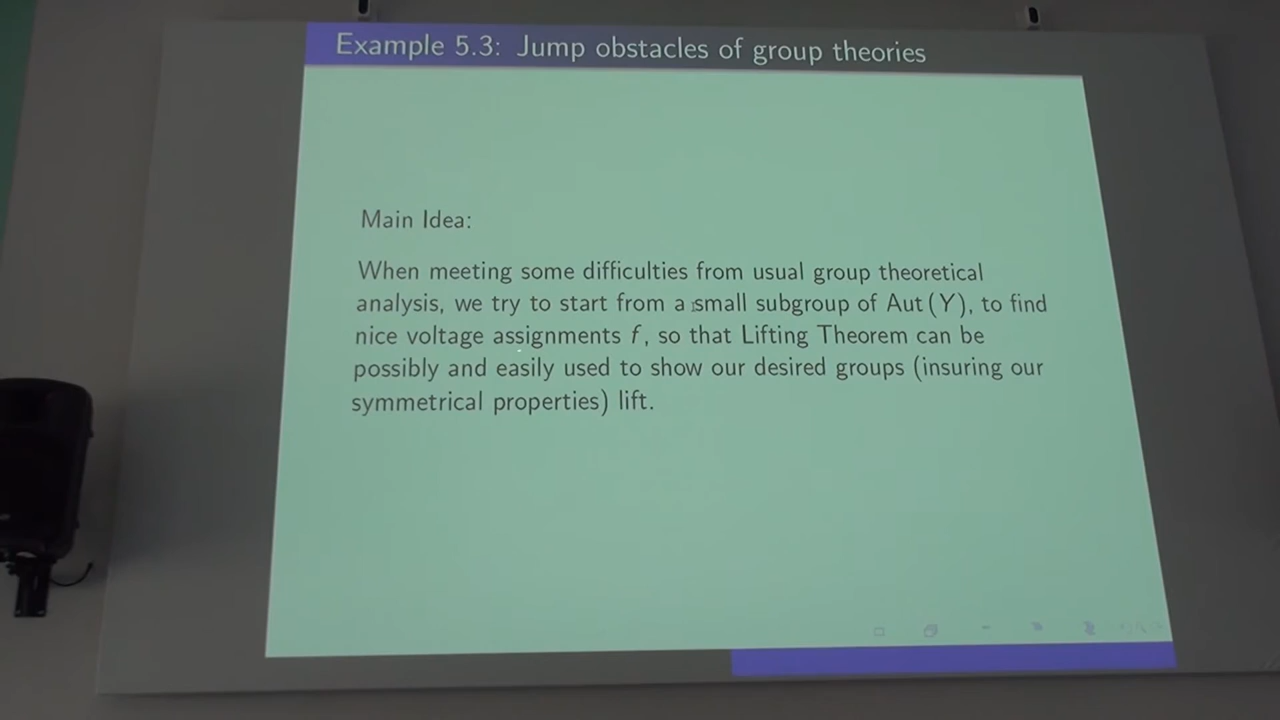 Example 5.3: Jump obstacles of group theories
Main Idea:
When meeting some difficulties from usual group theoretical
analysis, we try to start from a small subgroup of Aut(Y), to find
nice voltage assignments f, so that Lifting Theorem can be
possibly and easily used to show our desired groups (insuring our
symmetrical properties) lift.